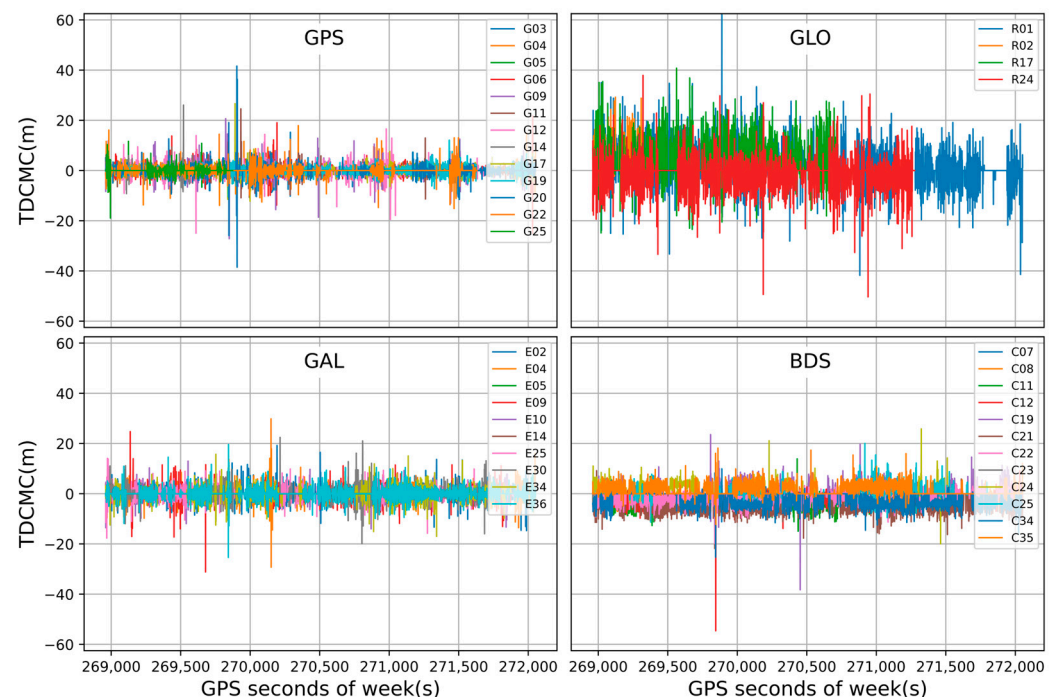 GPS
60
40
20
0
−20
−40
−60
TDCMC(m)
G03
G04
G05
G06
G09
G11
G12
G14
G17
G19
G20
G22
G25
GLO
R01
R02
R17
R24
GAL
60
40
20
0
−20
−40
−60
TDCMC(m)
E02
E04
E05
E09
E10
E14
E25
E30
E34
E36
269,000 269,500 270,000 270,500 271,000 271,500 272,000
GPS seconds of week(s)
BDS
C07
C08
C11
C12
C19
C21
C22
C23
C24
C25
C34
C35
269,000 269,500 270,000 270,500 271,000 271,500 272,000
GPS seconds of week(s)